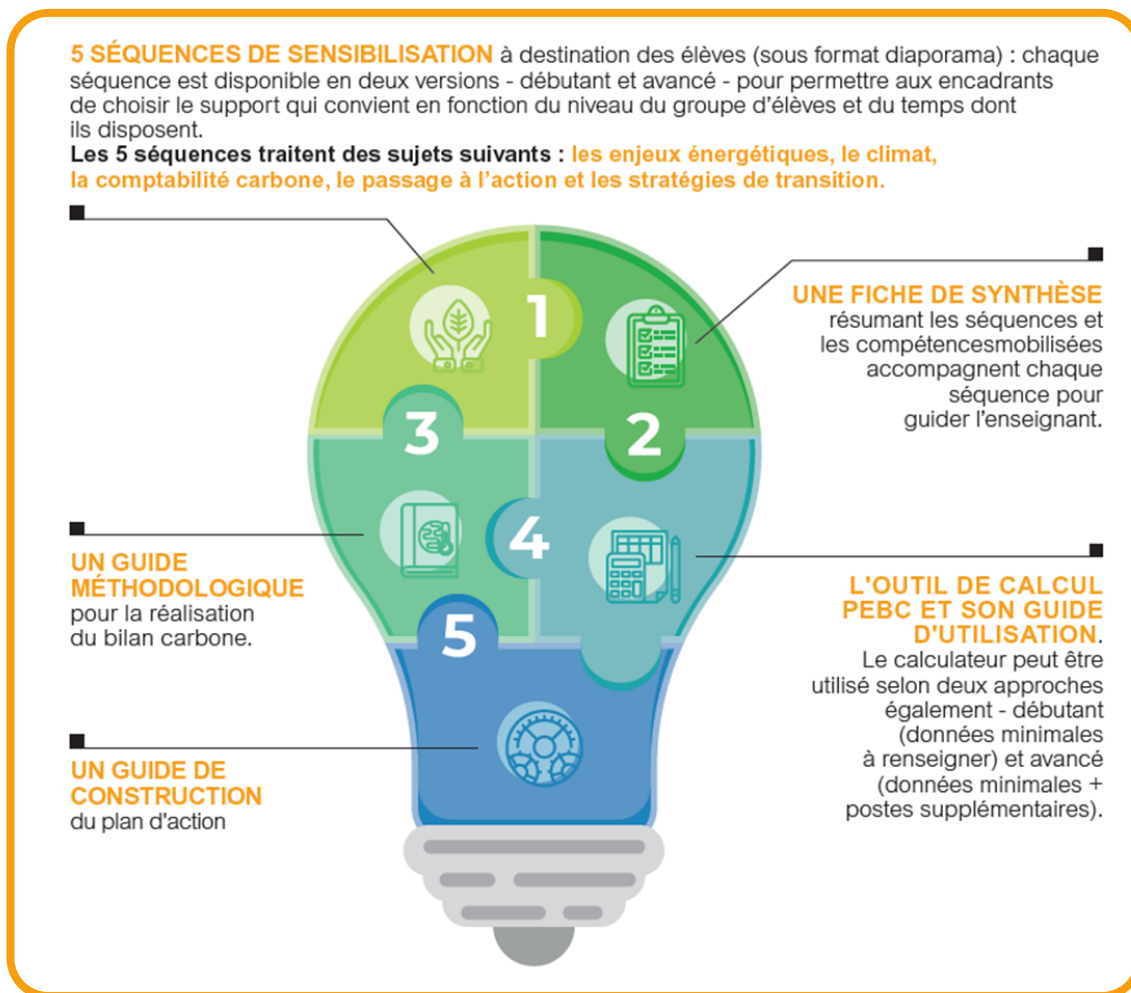 5 SÉQUENCES DE SENSIBILISATION à destination des élèves (sous format diaporama) : chaque
séquence est disponible en deux versions - débutant et avancé - pour permettre aux encadrants
de choisir le support qui convient en fonction du niveau du groupe d'élèves et du temps dont
ils disposent.
Les 5 séquences traitent des sujets suivants : les enjeux énergétiques, le climat,
la comptabilité carbone, le passage à l'action et les stratégies de transition.
1
UNE FICHE DE SYNTHÈSE
résumant les séquences et
les compétencesmobilisées
accompagnent chaque
séquence pour
guider l'enseignant.
2
3
UN GUIDE
MÉTHODOLOGIQUE
pour la réalisation
du bilan carbone.
4
L'OUTIL DE CALCUL
PEBC ET SON GUIDE
D'UTILISATION.
Le calculateur peut être
utilisé selon deux approches
également - débutant
(données minimales
à renseigner) et avancé
(données minimales +
postes supplémentaires).
5
UN GUIDE DE
CONSTRUCTION
du plan d'action